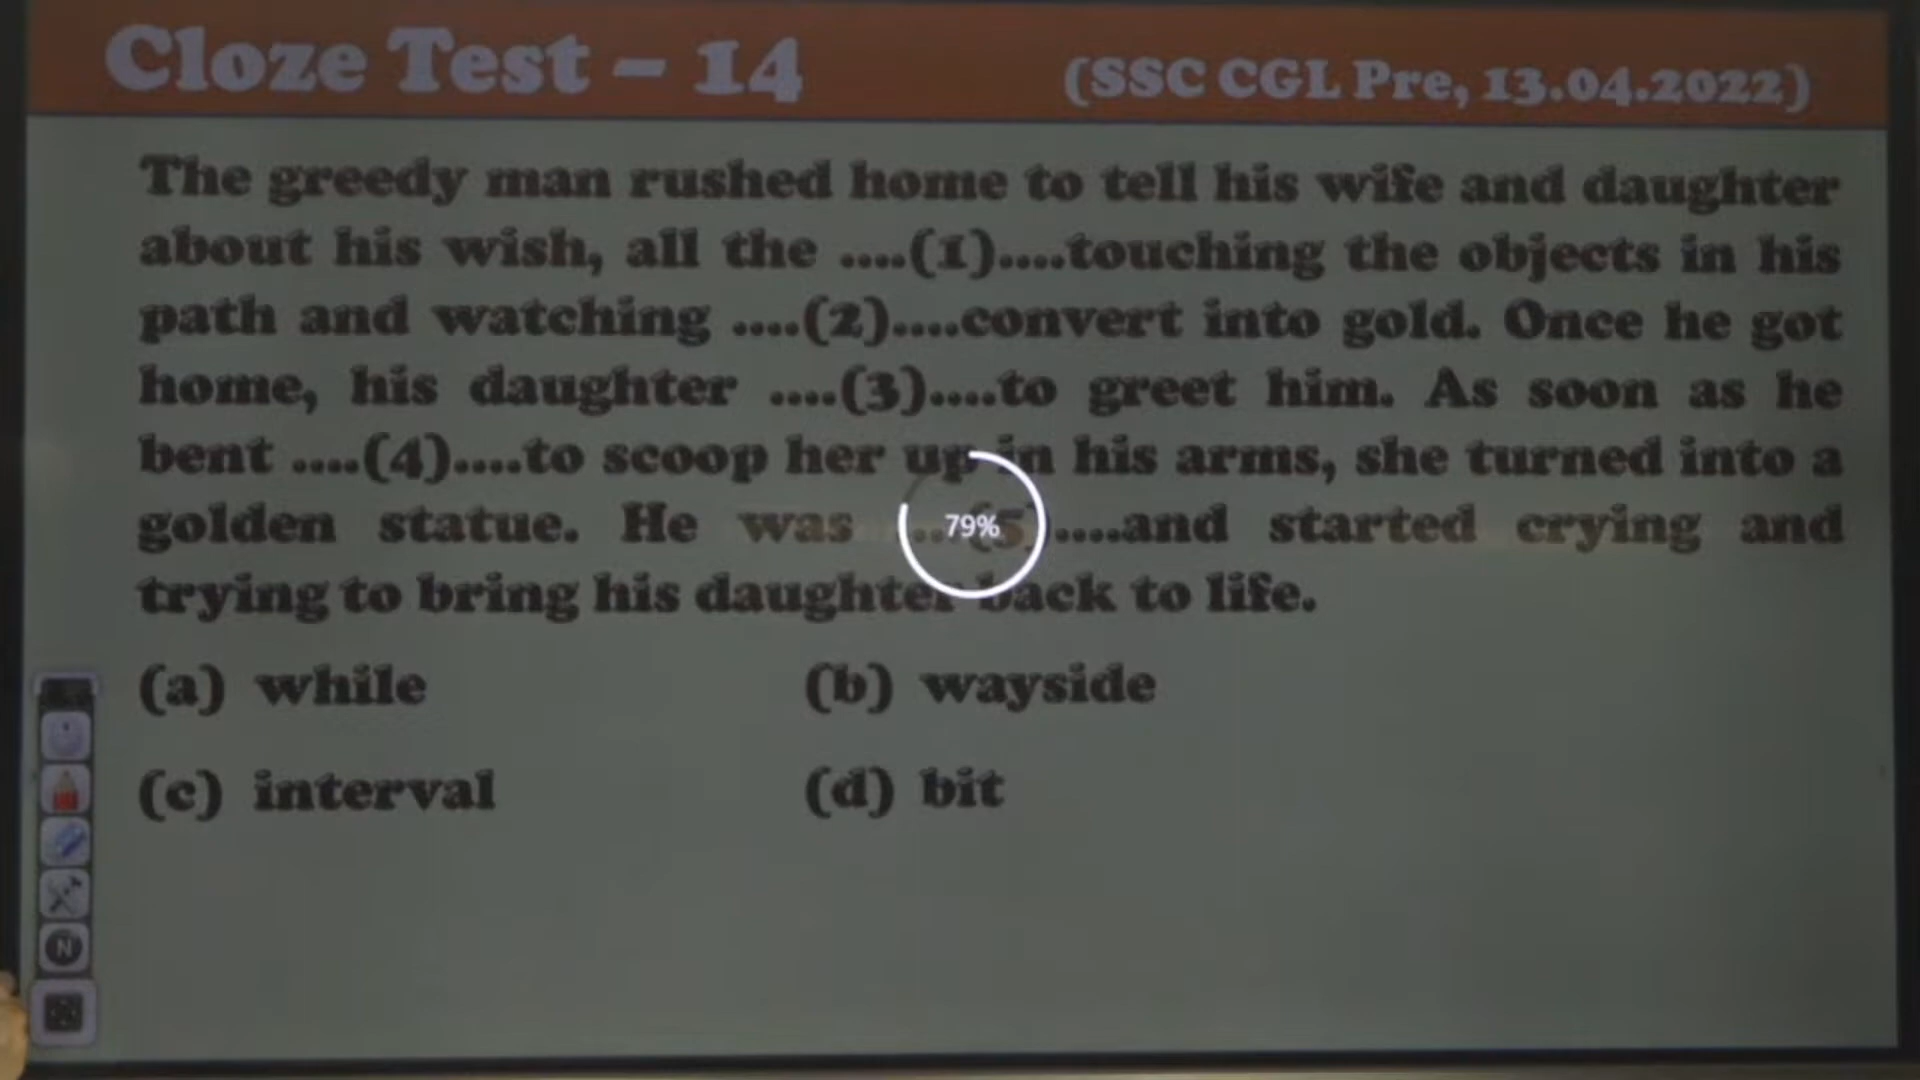 Cloze Test – 14 (SSC CGL Pre, 13.04.2022)
The greedy man rushed home to tell his wife and daughter
about his wish, all the ....(1)....touching the objects in his
path and watching ....(2)....convert into gold. Once he got
home, his daughter ....(3)....to greet him. As soon as he
bent ....(4)....to scoop her up in his arms, she turned into a
golden statue. He was ....(5)....and started crying and
79%
trying to bring his daughter back to life.
(a) while (b) wayside
(c) interval (d) bit
N